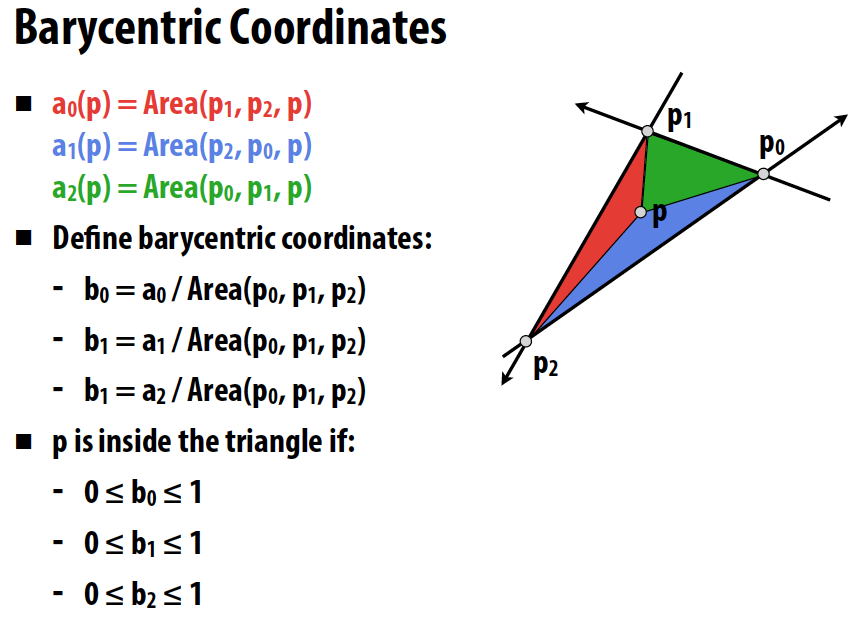 Barycentric Coordinates
■ a₀(p) = Area(p₁, p₂, p)
a₁(p) = Area(p₂, p₀, p)
a₂(p) = Area(p₀, p₁, p)
■ Define barycentric coordinates:
- b₀ = a₀ / Area(p₀, p₁, p₂)
- b₁ = a₁ / Area(p₀, p₁, p₂)
- b₁ = a₂ / Area(p₀, p₁, p₂)
■ p is inside the triangle if:
- 0 ≤ b₀ ≤ 1
- 0 ≤ b₁ ≤ 1
- 0 ≤ b₂ ≤ 1
p₁
p₀
p
p₂